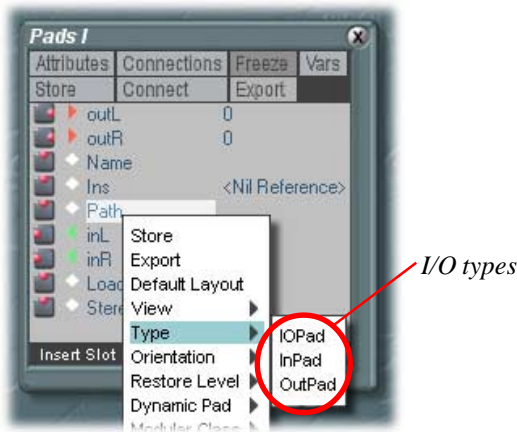 Pads I
X
Attributes Connections Freeze Vars
Store Connect Export
outL 0
outR 0
Name
Ins <Nil Reference>
Path
inL
inR
Load
Stere
Insert Slot
Store
Export
Default Layout
View
Type
Orientation
Restore Level
Dynamic Pad
Modular Class
IOPad
InPad
OutPad
I/O types